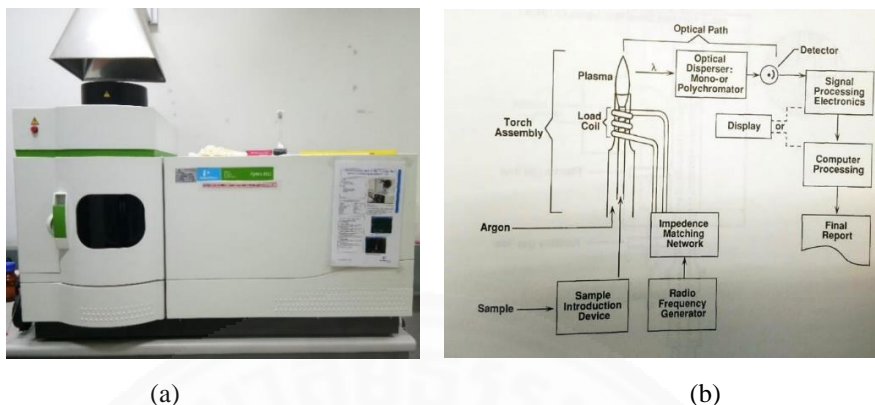 Optical Path
Detector
Plasma
λ
Optical
Disperser:
Mono-or
Polychromator
Signal
Processing
Electronics
Load
Coil
Torch
Assembly
Display
or
Computer
Processing
Argon
Impedence
Matching
Network
Final
Report
Sample
Sample
Introduction
Device
Radio
Frequency
Generator
(a)
(b)